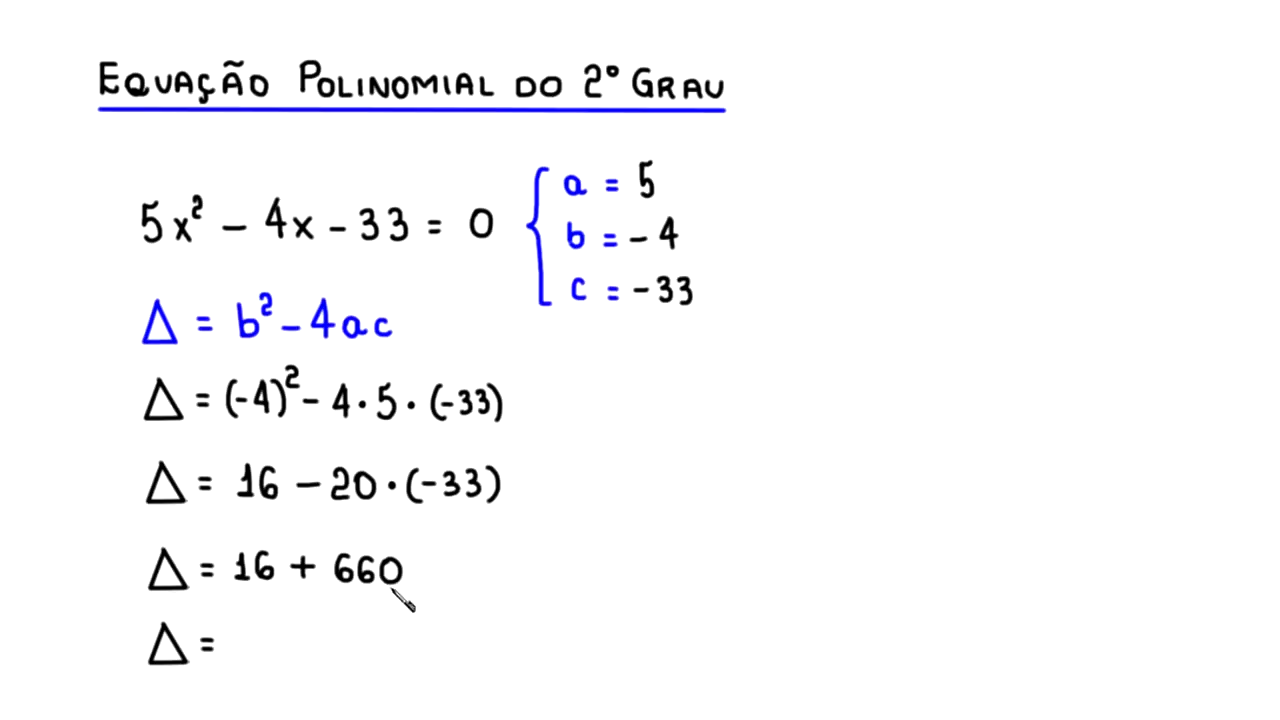 EQUAÇÃO POLINOMIAL DO 2º GRAU
5x² - 4x - 33 = 0
a = 5
b = -4
c = -33
Δ = b² - 4ac
Δ = (-4)² - 4·5·(-33)
Δ = 16 - 20·(-33)
Δ = 16 + 660
Δ =